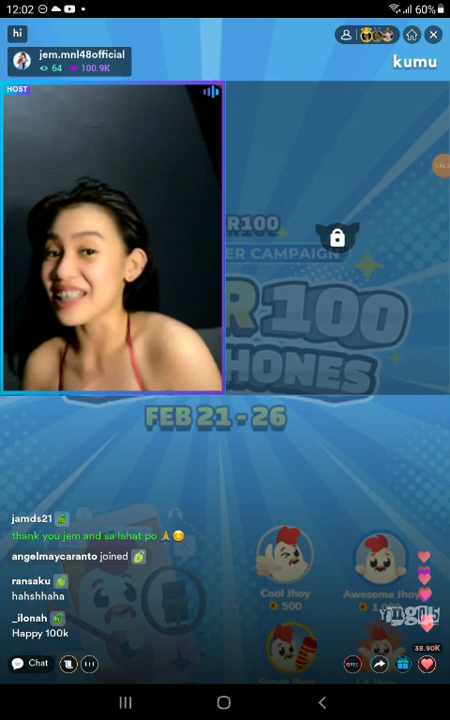 12:02
60%
hi
jem.mnl48official
64
100.9K
kumu
HOST
R100
ER CAMPAIGN
R100
HONES
FEB 21 - 26
jamds21
thank you jem and sa lahat po
angelmaycaranto joined
ransaku
hahshhaha
_ilonah
Happy 100k
Cool Jhoy
500
Awesome Jhoy
38.90K
Chat